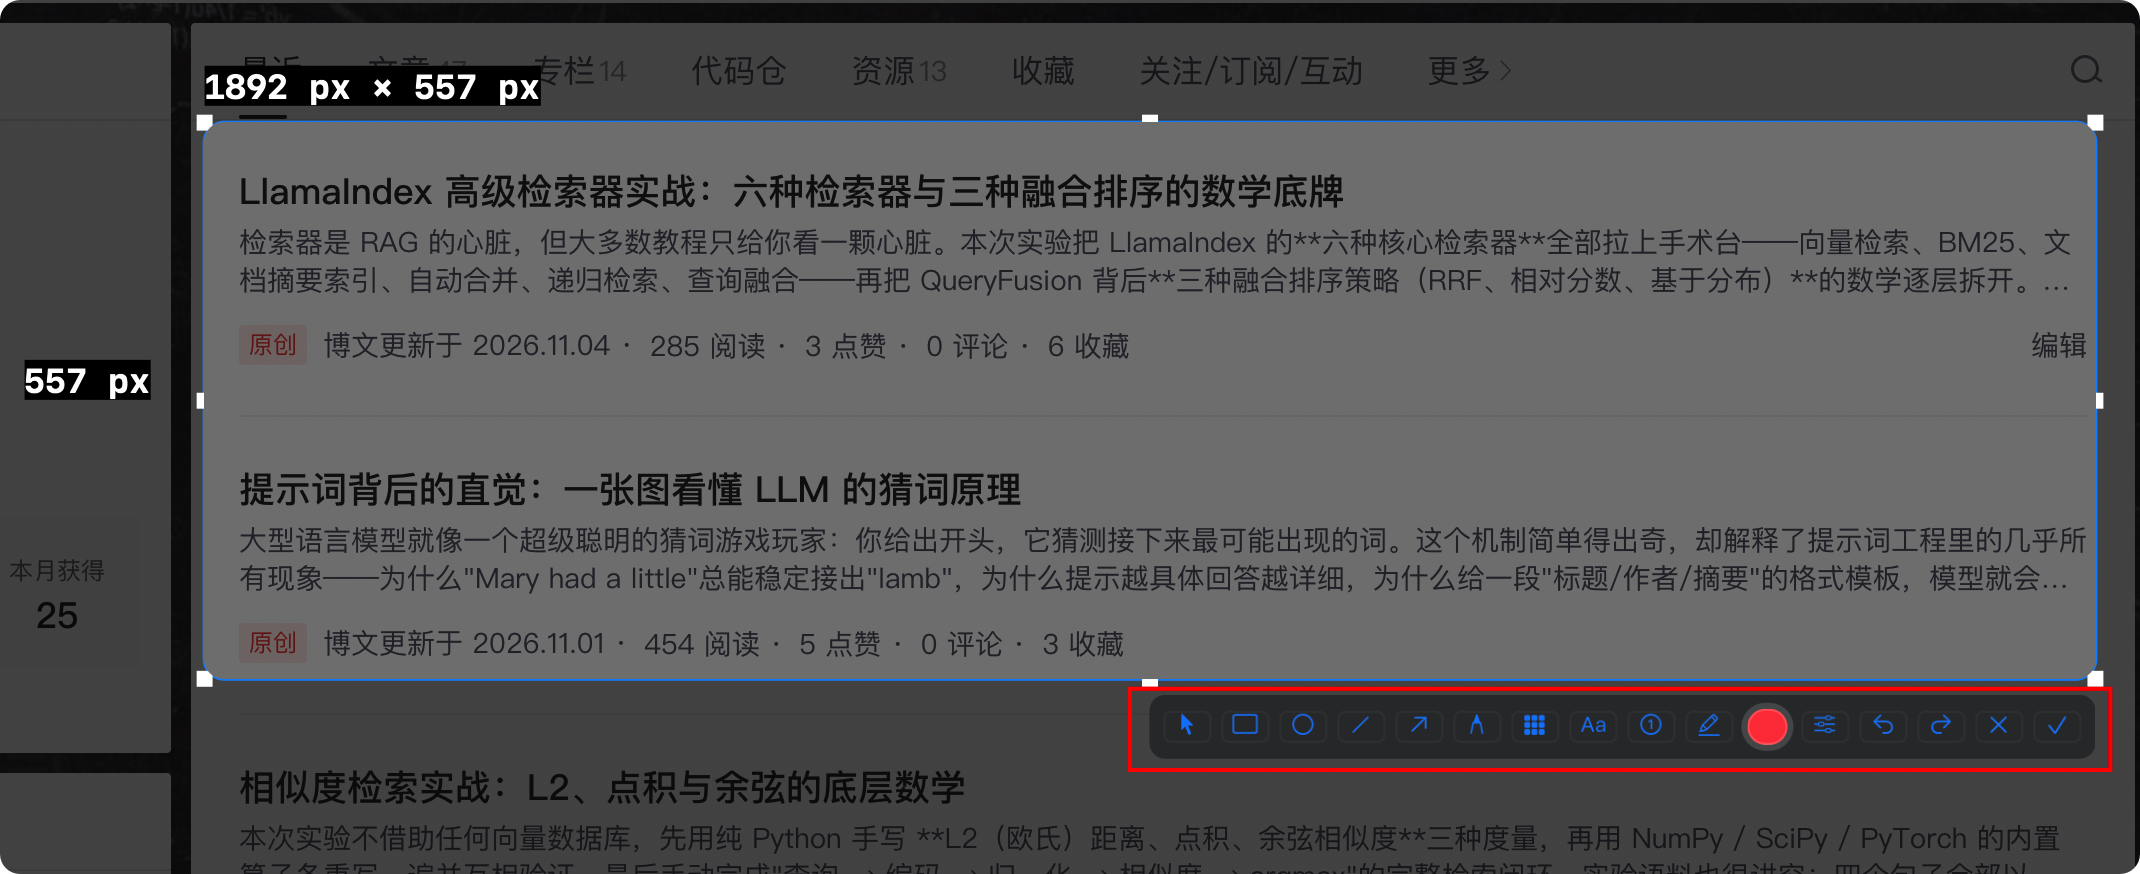 专栏 14 代码仓 资源 13 收藏 关注/订阅/互动 更多
1892 px × 557 px
LlamaIndex 高级检索器实战：六种检索器与三种融合排序的数学底牌
检索器是 RAG 的心脏，但大多数教程只给你看一颗心脏。本次实验把 LlamaIndex 的**六种核心检索器**全部拉上手术台——向量检索、BM25、文
档摘要索引、自动合并、递归检索、查询融合——再把 QueryFusion 背后**三种融合排序策略（RRF、相对分数、基于分布）**的数学逐层拆开。...
原创 博文更新于 2026.11.04 · 285 阅读 · 3 点赞 · 0 评论 · 6 收藏 编辑
557 px
提示词背后的直觉：一张图看懂 LLM 的猜词原理
大型语言模型就像一个超级聪明的猜词游戏玩家：你给出开头，它猜测接下来最可能出现的词。这个机制简单得出奇，却解释了提示词工程里的几乎所
有现象——为什么"Mary had a little"总能稳定接出"lamb"，为什么提示越具体回答越详细，为什么给一段"标题/作者/摘要"的格式模板，模型就会...
原创 博文更新于 2026.11.01 · 454 阅读 · 5 点赞 · 0 评论 · 3 收藏
本月获得
25
Aa 1
相似度检索实战：L2、点积与余弦的底层数学
本次实验不借助任何向量数据库，先用纯 Python 手写 **L2（欧氏）距离、点积、余弦相似度**三种度量，再用 NumPy / SciPy / PyTorch 的内置